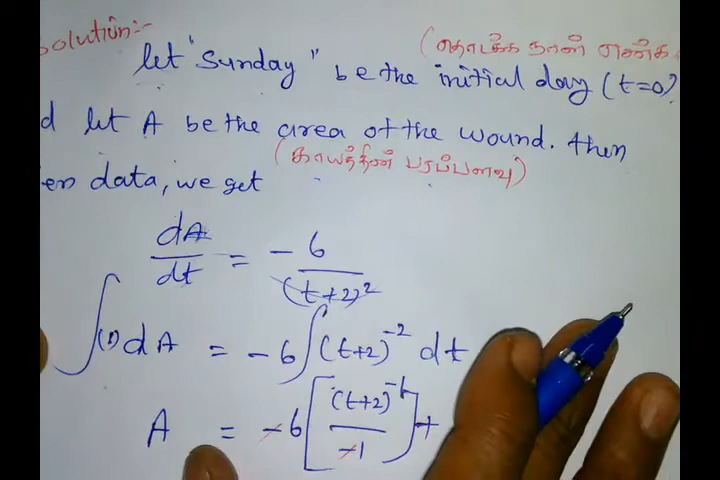 Solution:-
(தொடக்க நாள் என்க
let "Sunday" be the initial day (t=0)
d let A be the area of the wound. then
(காயத்தின் பரப்பளவு)
en data, we get
dA/dt = -6/(t+2)²
∫(1) dA = -6 ∫(t+2)⁻² dt
A = -6 [(t+2)⁻¹/-1] +